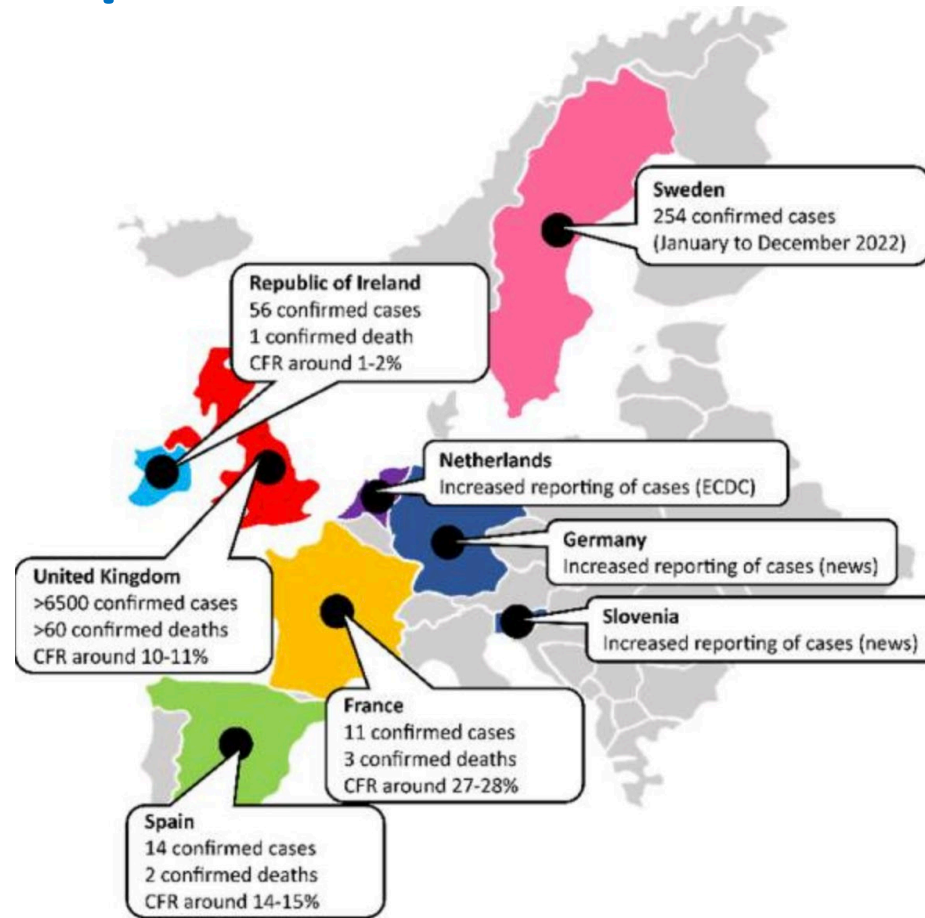 Sweden
254 confirmed cases
(January to December 2022)
Republic of Ireland
56 confirmed cases
1 confirmed death
CFR around 1-2%
Netherlands
Increased reporting of cases (ECDC)
Germany
Increased reporting of cases (news)
United Kingdom
>6500 confirmed cases
>60 confirmed deaths
CFR around 10-11%
Slovenia
Increased reporting of cases (news)
France
11 confirmed cases
3 confirmed deaths
CFR around 27-28%
Spain
14 confirmed cases
2 confirmed deaths
CFR around 14-15%